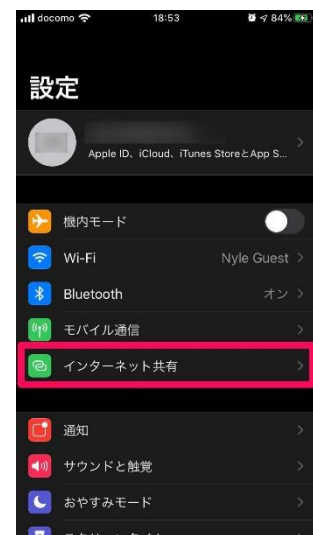 docomo 18:53 84%
設定
Apple ID、iCloud、iTunes StoreとApp S...
機内モード
Wi-Fi Nyle Guest
Bluetooth オン
モバイル通信
インターネット共有
通知
サウンドと触覚
おやすみモード